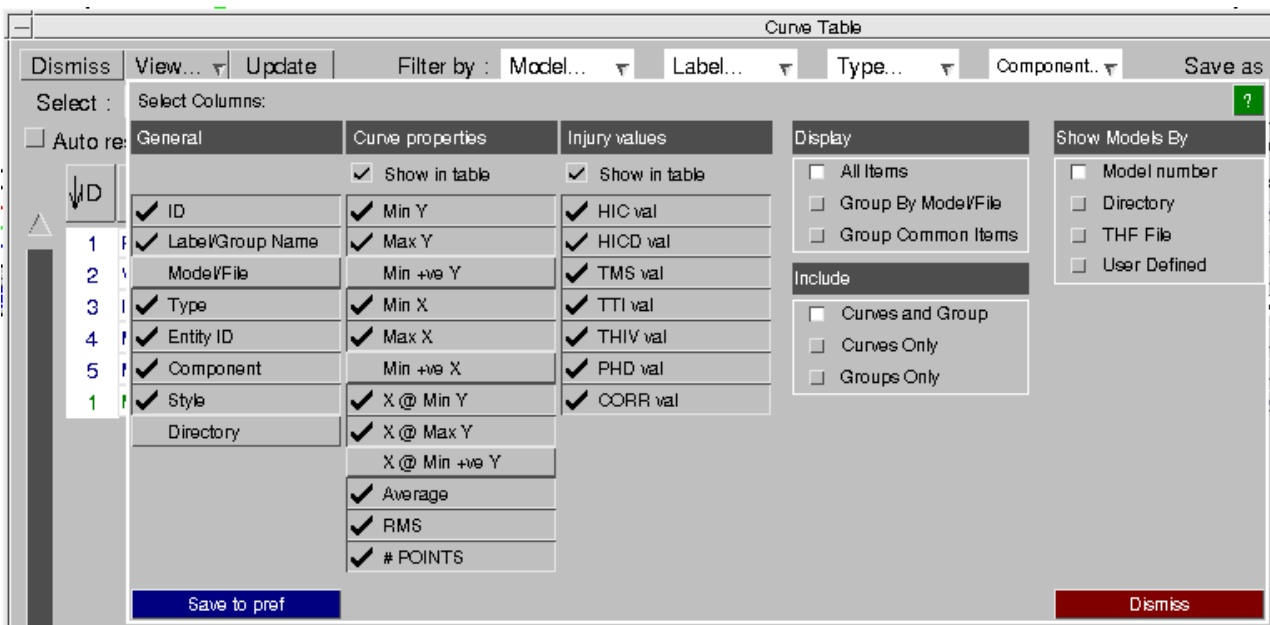 Curve Table
Dismiss View... Update Filter by : Model... Label... Type... Component.. Save as
Select : Select Columns: ?
Auto re General Curve properties Injury values Display Show Models By
Show in table Show in table All Items Model number
ID ID Min Y HIC val Group By Model/File Directory
1 Label/Group Name Max Y HICD val Group Common Items THF File
2 Model/File Min +ve Y TMS val Include User Defined
3 Type Min X TTI val Curves and Group
4 Entity ID Max X THIV val Curves Only
5 Component Min +ve X PHD val Groups Only
1 Style X @ Min Y CORR val
Directory X @ Max Y
X @ Min +ve Y
Average
RMS
# POINTS
Save to pref Dismiss